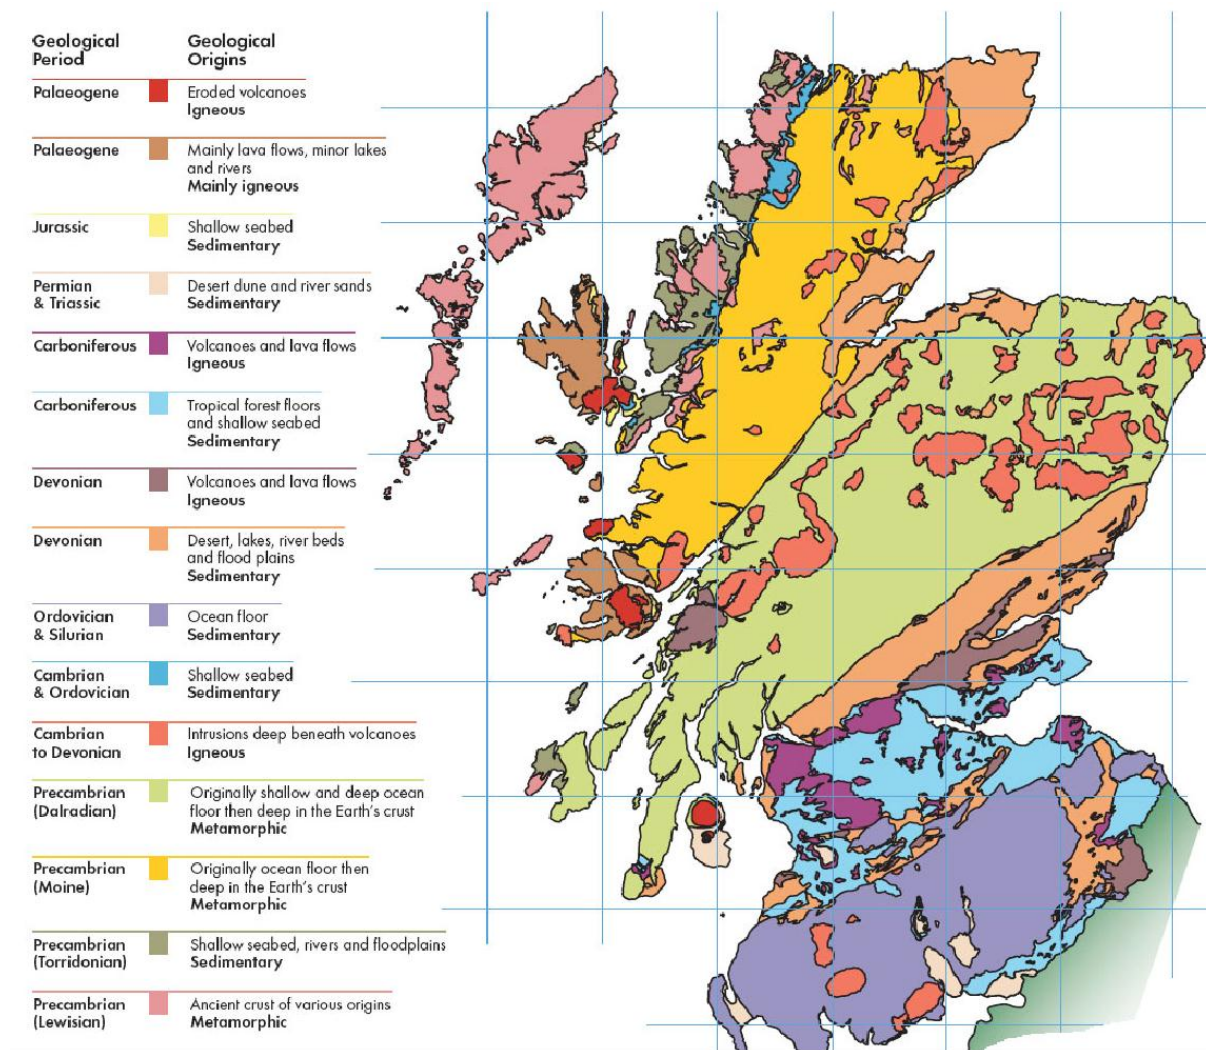 Geological
Period
Geological
Origins
Palaeogene
Eroded volcanoes
Igneous
Palaeogene
Mainly lava flows, minor lakes
and rivers
Mainly igneous
Jurassic
Shallow seabed
Sedimentary
Permian
& Triassic
Desert dune and river sands
Sedimentary
Carboniferous
Volcanoes and lava flows
Igneous
Carboniferous
Tropical forest floors
and shallow seabed
Sedimentary
Devonian
Volcanoes and lava flows
Igneous
Devonian
Desert, lakes, river beds
and flood plains
Sedimentary
Ordovician
& Silurian
Ocean floor
Sedimentary
Cambrian
& Ordovician
Shallow seabed
Sedimentary
Cambrian
to Devonian
Intrusions deep beneath volcanoes
Igneous
Precambrian
(Dalradian)
Originally shallow and deep ocean
floor then deep in the Earth's crust
Metamorphic
Precambrian
(Moine)
Originally ocean floor then
deep in the Earth's crust
Metamorphic
Precambrian
(Torridonian)
Shallow seabed, rivers and floodplains
Sedimentary
Precambrian
(Lewisian)
Ancient crust of various origins
Metamorphic